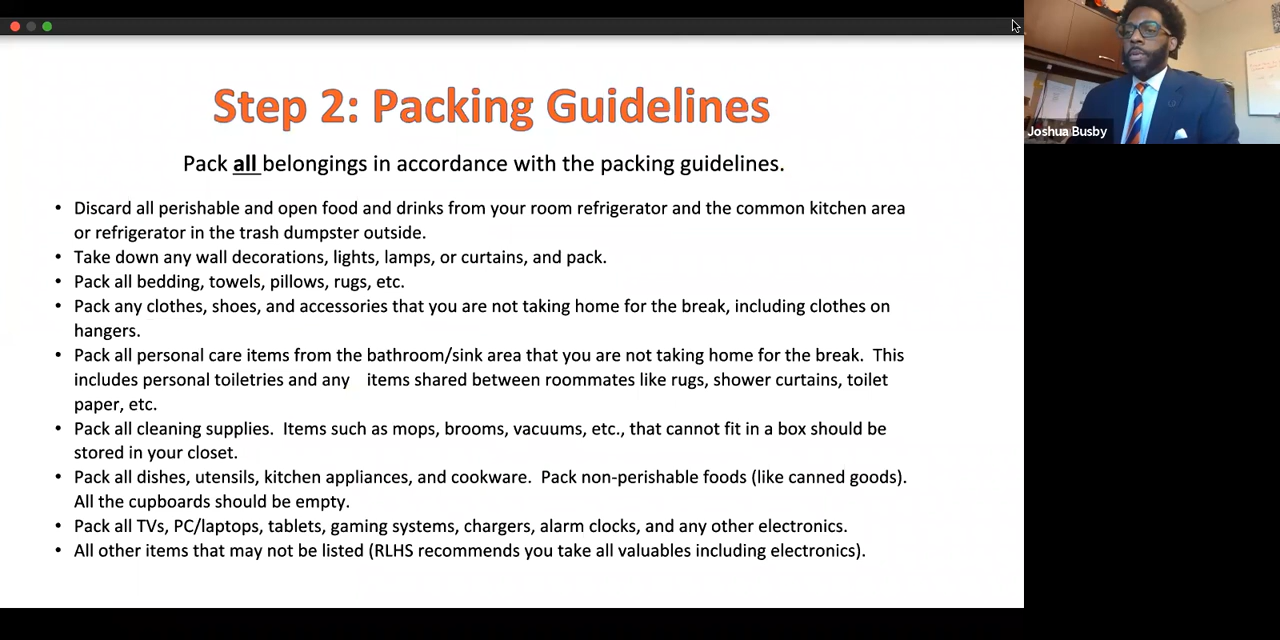 Step 2: Packing Guidelines
Pack all belongings in accordance with the packing guidelines.
• Discard all perishable and open food and drinks from your room refrigerator and the common kitchen area
or refrigerator in the trash dumpster outside.
• Take down any wall decorations, lights, lamps, or curtains, and pack.
• Pack all bedding, towels, pillows, rugs, etc.
• Pack any clothes, shoes, and accessories that you are not taking home for the break, including clothes on
hangers.
• Pack all personal care items from the bathroom/sink area that you are not taking home for the break.  This
includes personal toiletries and any    items shared between roommates like rugs, shower curtains, toilet
paper, etc.
• Pack all cleaning supplies.  Items such as mops, brooms, vacuums, etc., that cannot fit in a box should be
stored in your closet.
• Pack all dishes, utensils, kitchen appliances, and cookware.  Pack non-perishable foods (like canned goods).
All the cupboards should be empty.
• Pack all TVs, PC/laptops, tablets, gaming systems, chargers, alarm clocks, and any other electronics.
• All other items that may not be listed (RLHS recommends you take all valuables including electronics).
Joshua Busby